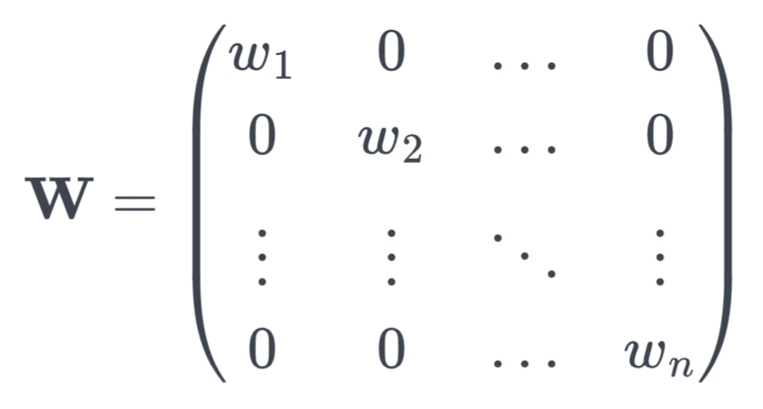 w₁ 0 … 0
0 w₂ … 0
W =
⋮ ⋮ ⋱ ⋮
0 0 … wₙ